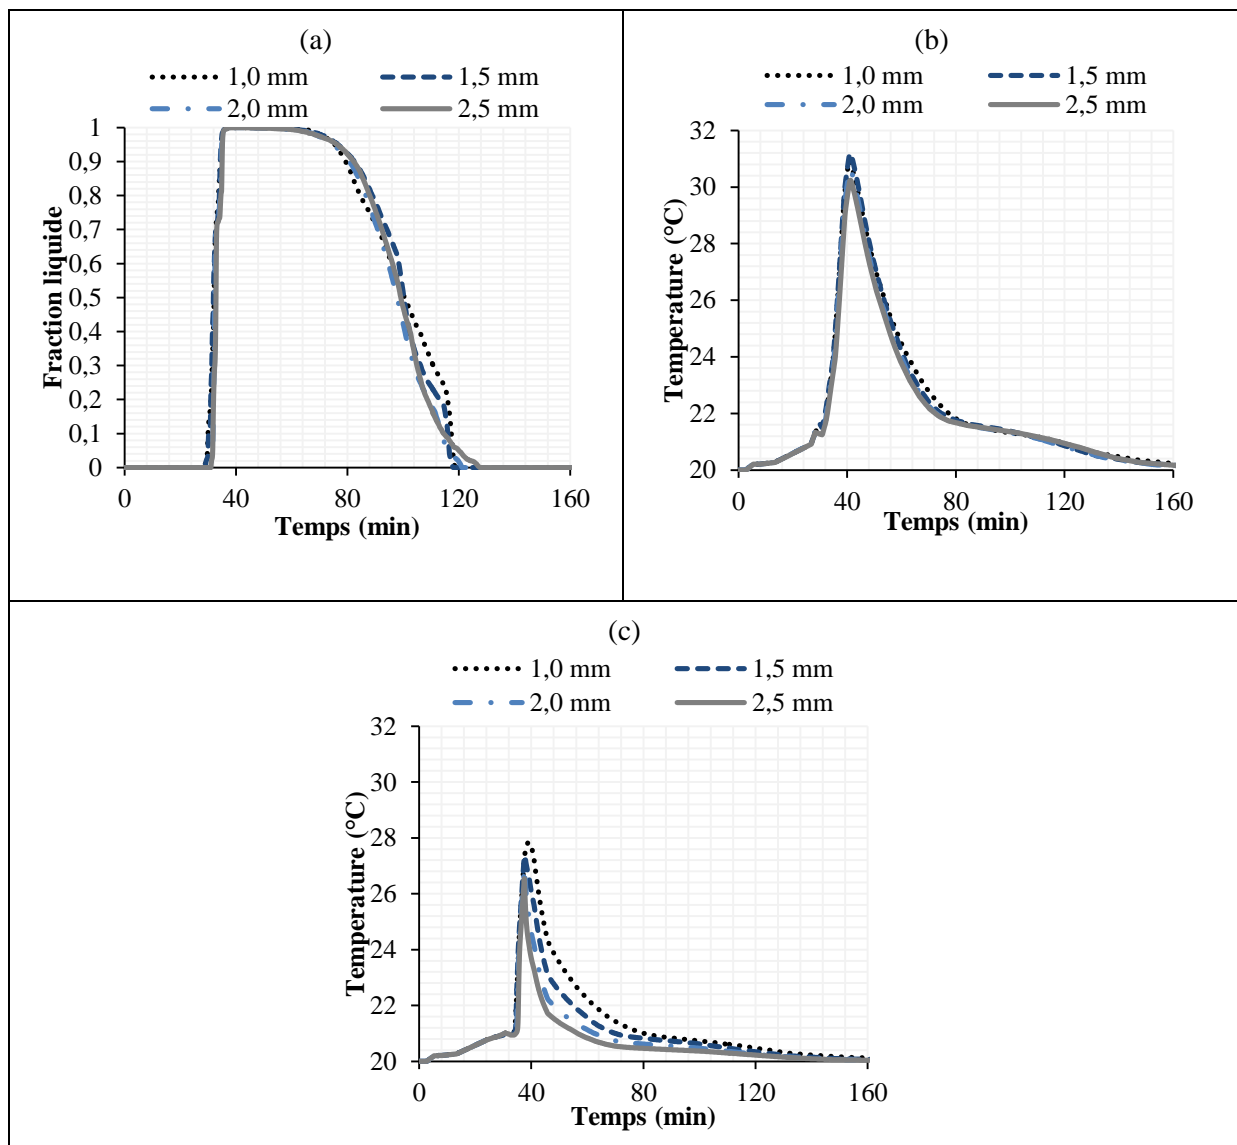 (a)
1,0 mm 1,5 mm
2,0 mm 2,5 mm
1
0,9
0,8
0,7
0,6
0,5
0,4
0,3
0,2
0,1
0
Fraction liquide
0 40 80 120 160
Temps (min)
(b)
1,0 mm 1,5 mm
2,0 mm 2,5 mm
32
30
28
26
24
22
20
Temperature (°C)
0 40 80 120 160
Temps (min)
(c)
1,0 mm 1,5 mm
2,0 mm 2,5 mm
32
30
28
26
24
22
20
Temperature (°C)
0 40 80 120 160
Temps (min)